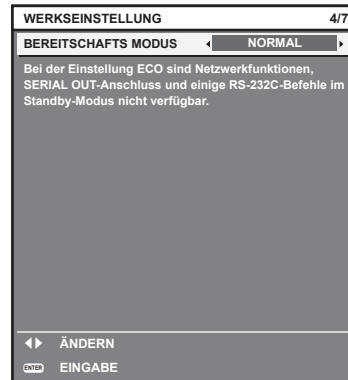 WERKSEINSTELLUNG 4/7
BEREITSCHAFTS MODUS NORMAL
Bei der Einstellung ECO sind Netzwerkfunktionen,
SERIAL OUT-Anschluss und einige RS-232C-Befehle im
Standby-Modus nicht verfügbar.
ÄNDERN
ENTER EINGABE